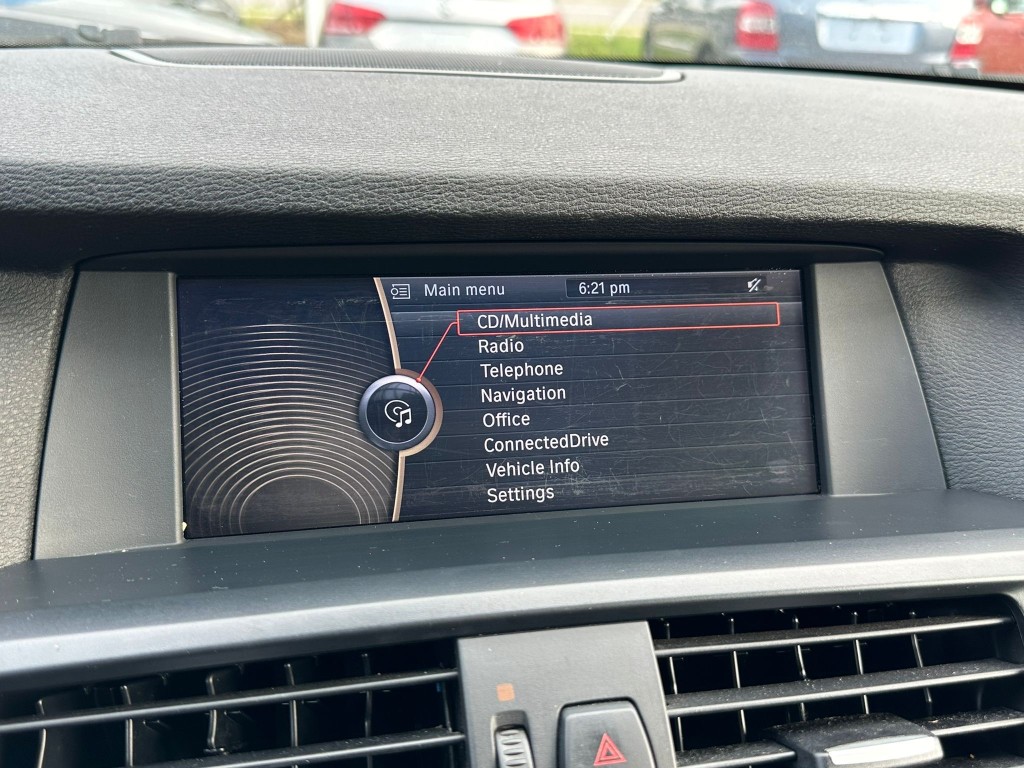 Main menu 6:21 pm
CD/Multimedia
Radio
Telephone
Navigation
Office
ConnectedDrive
Vehicle Info
Settings